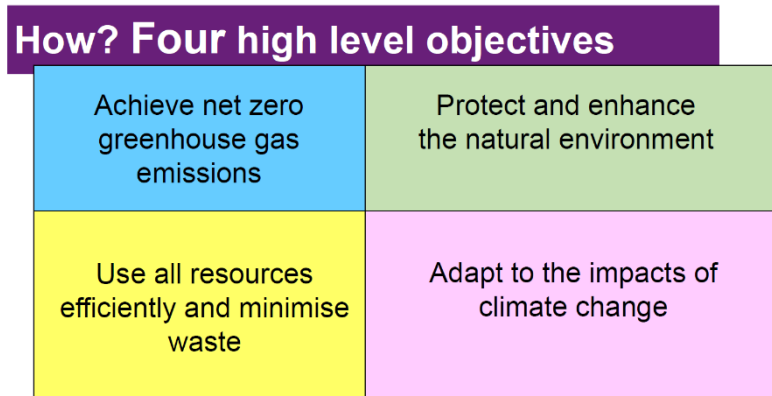 How? Four high level objectives
Achieve net zero
greenhouse gas
emissions
Protect and enhance
the natural environment
Use all resources
efficiently and minimise
waste
Adapt to the impacts of
climate change